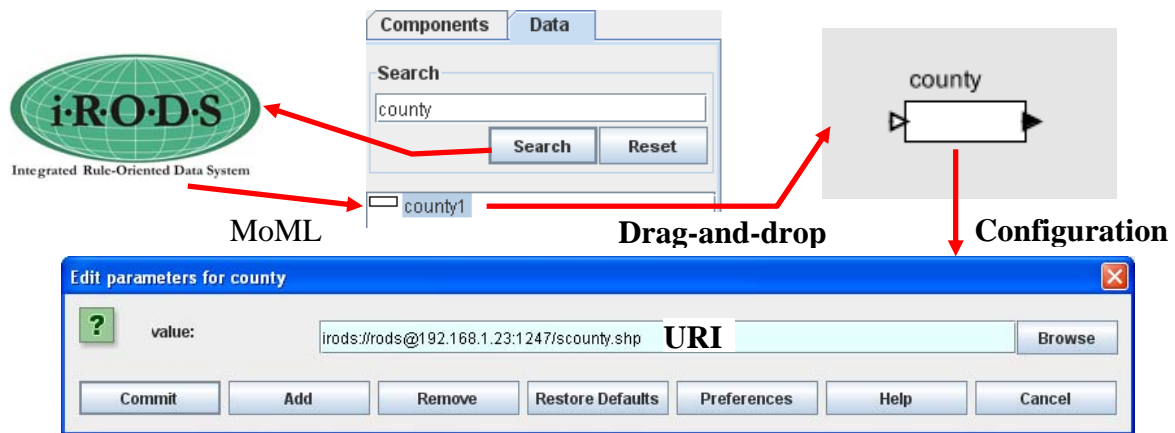 Components
Data
Search
county
Search
Reset
county1
i·R·O·D·S
Integrated Rule-Oriented Data System
MoML
Drag-and-drop
county
Configuration
Edit parameters for county
?
value:
irods://rods@192.168.1.23:1247/scounty.shp
URI
Browse
Commit
Add
Remove
Restore Defaults
Preferences
Help
Cancel